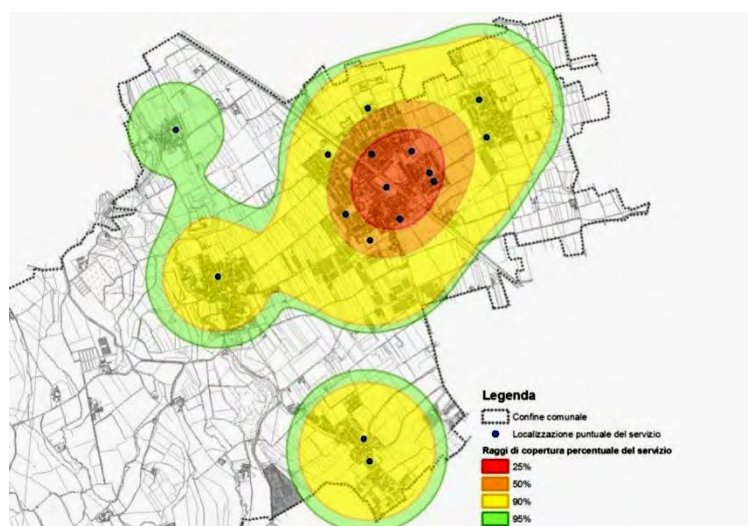 Legenda
Confine comunale
Localizzazione puntuale del servizio
Raggi di copertura percentuale del servizio
25%
50%
90%
95%